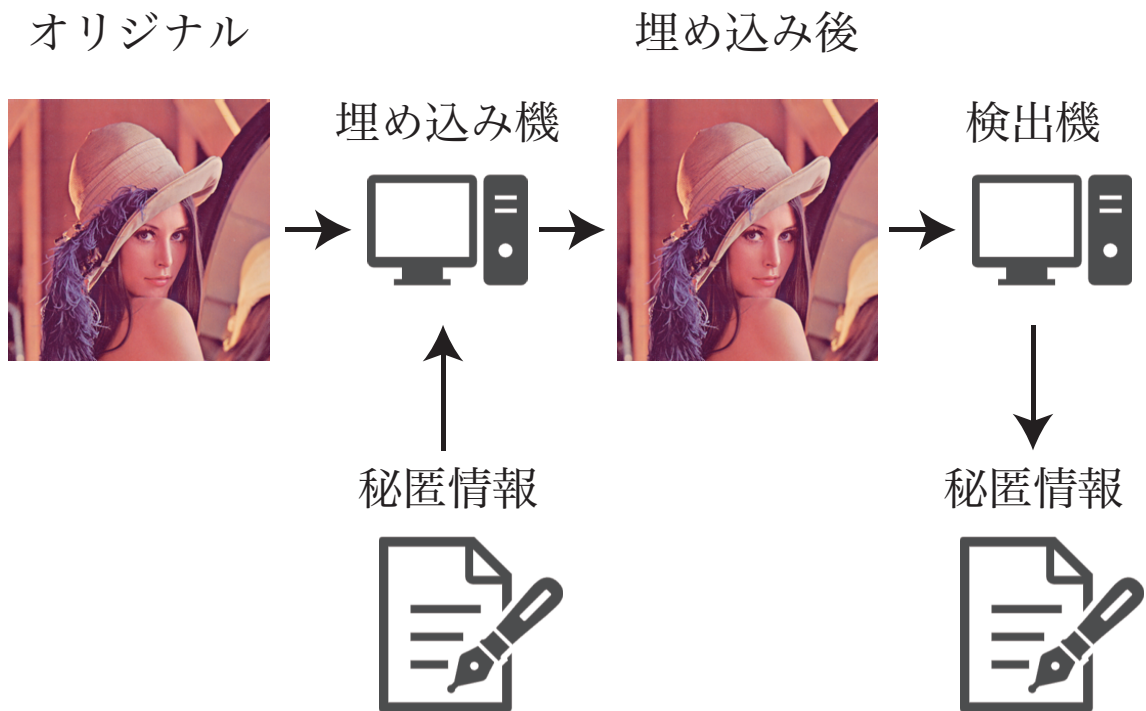 オリジナル
埋め込み後
埋め込み機
検出機
秘匿情報
秘匿情報